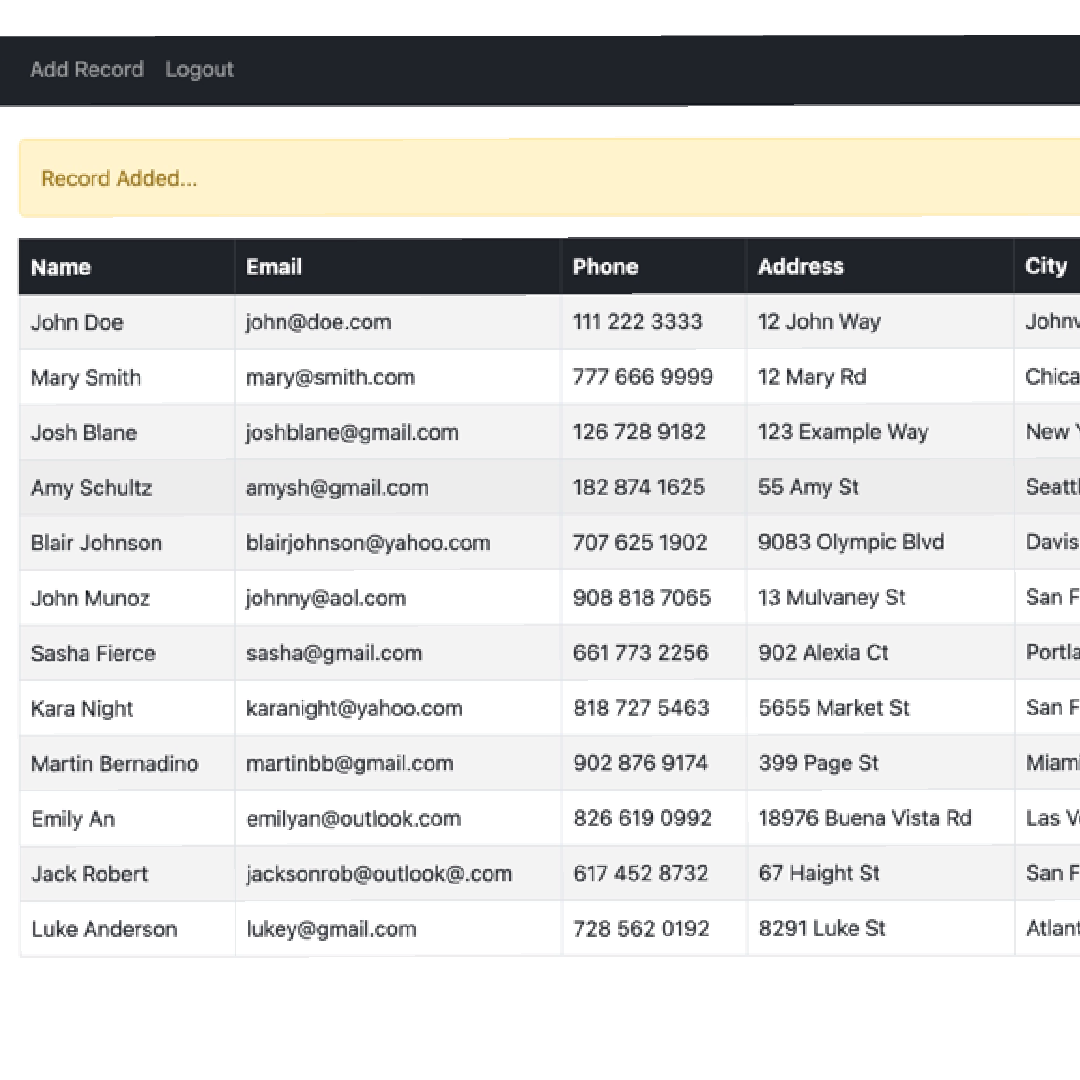 Add Record Logout
Record Added...
Name Email Phone Address City
John Doe john@doe.com 111 222 3333 12 John Way
Mary Smith mary@smith.com 777 666 9999 12 Mary Rd
Josh Blane joshblane@gmail.com 126 728 9182 123 Example Way New
Amy Schultz amysh@gmail.com 182 874 1625 55 Amy St
Blair Johnson blairjohnson@yahoo.com 707 625 1902 9083 Olympic Blvd Davis
John Munoz johnny@aol.com 908 818 7065 13 Mulvaney St San
Sasha Fierce sasha@gmail.com 661 773 2256 902 Alexia Ct
Kara Night karanight@yahoo.com 818 727 5463 5655 Market St San
Martin Bernadino martinbb@gmail.com 902 876 9174 399 Page St
Emily An emilyan@outlook.com 826 619 0992 18976 Buena Vista Rd Las
Jack Robert jacksonrob@outlook@.com 617 452 8732 67 Haight St San
Luke Anderson lukey@gmail.com 728 562 0192 8291 Luke St